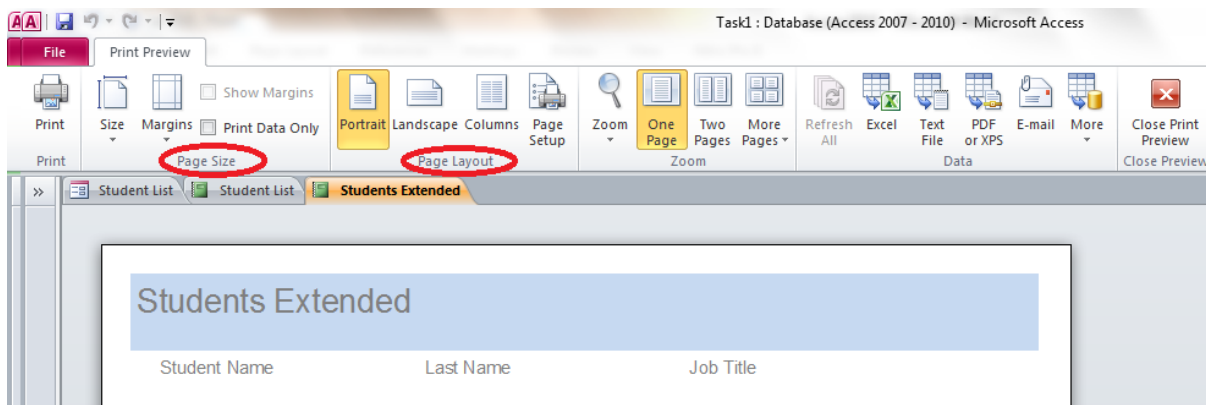 Task1 : Database (Access 2007 - 2010) - Microsoft Access
File Print Preview
Print Size Margins Show Margins Print Data Only Portrait Landscape Columns Page Setup Zoom One Page Two Pages More Pages Refresh All Excel Text File PDF or XPS E-mail More Close Print Preview
Print Page Size Page Layout Zoom Data Close Preview
» Student List Student List Students Extended
Students Extended
Student Name Last Name Job Title